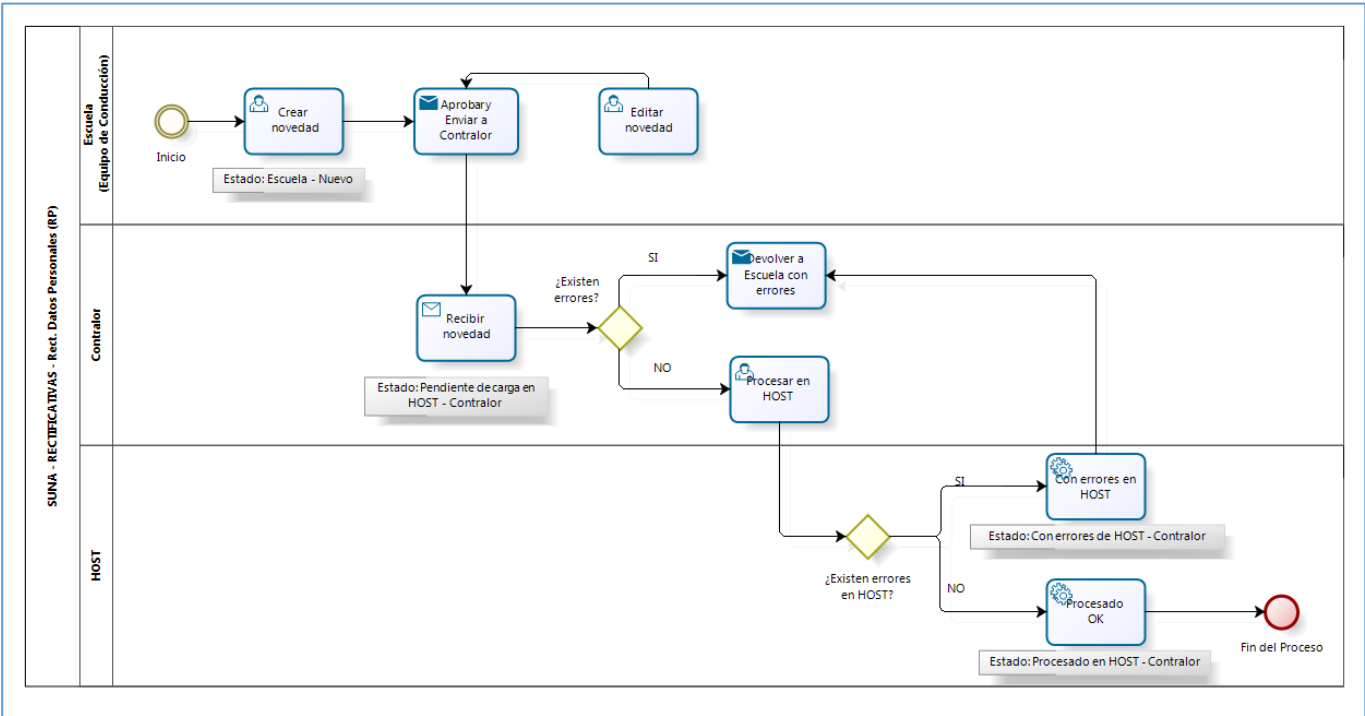 SUNA - RECTIFICATIVAS - Rect. Datos Personales (RP)
Escuela
(Equipo de Conducción)
Inicio
Crear
novedad
Estado: Escuela - Nuevo
Aprobar y
Enviar a
Contralor
Editar
novedad
Contralor
Recibir
novedad
Estado: Pendiente de carga en
HOST - Contralor
¿Existen
errores?
SI
Devolver a
Escuela con
errores
NO
Procesar en
HOST
HOST
¿Existen errores
en HOST?
SI
Con errores en
HOST
Estado: Con errores de HOST - Contralor
NO
Procesado
OK
Estado: Procesado en HOST - Contralor
Fin del Proceso